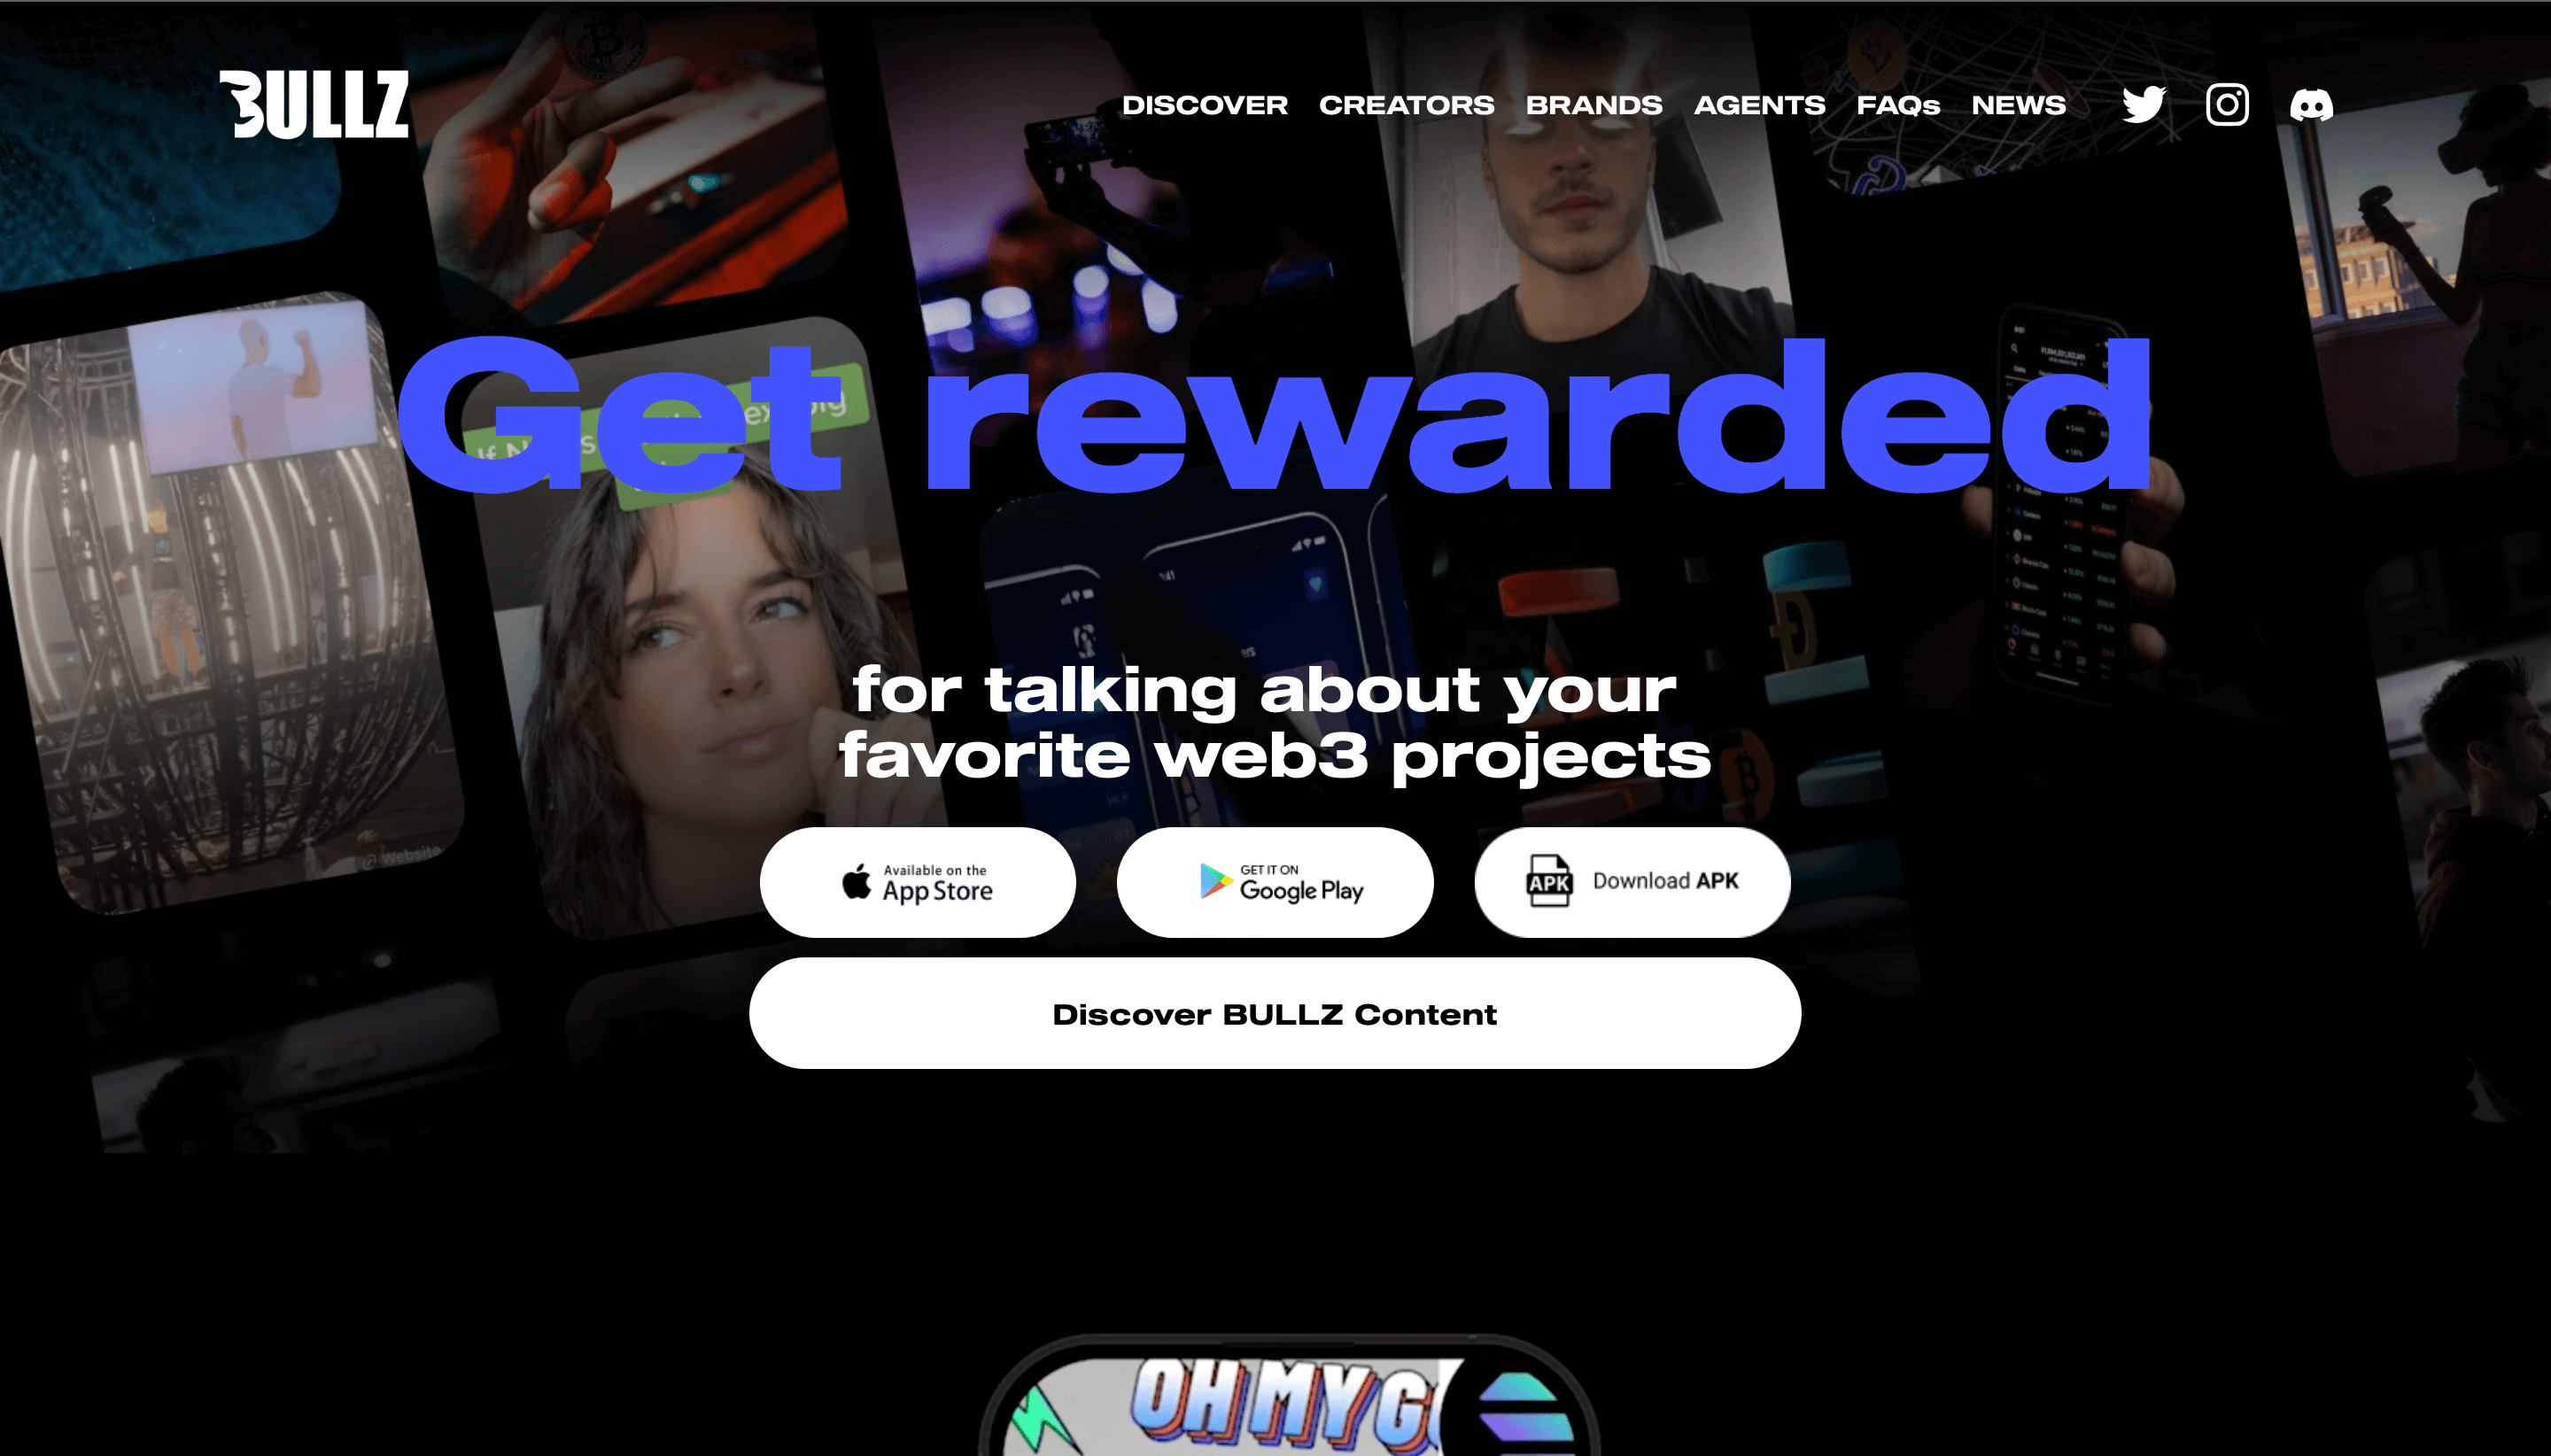 BULLZ
DISCOVER CREATORS BRANDS AGENTS FAQs NEWS
Get rewarded
for talking about your
favorite web3 projects
Available on the
App Store
GET IT ON
Google Play
APK
Download APK
Discover BULLZ Content
Website
OH MY